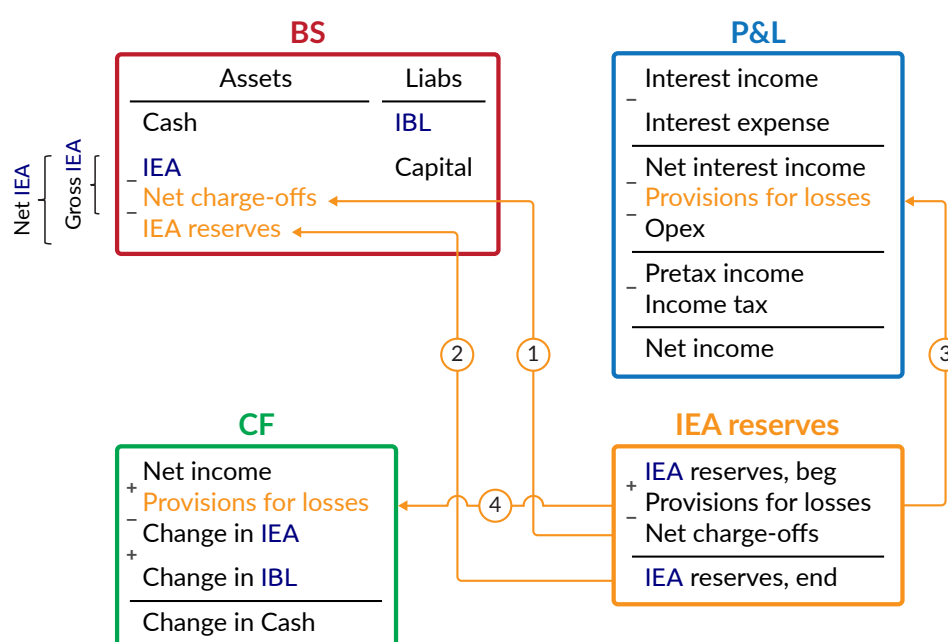 BS
Assets Liabs
Cash IBL
IEA Capital
− Net charge-offs
− IEA reserves
Net IEA
Gross IEA
P&L
Interest income
− Interest expense
Net interest income
− Provisions for losses
− Opex
Pretax income
− Income tax
Net income
2
1
3
CF
Net income
+ Provisions for losses
− Change in IEA
+ Change in IBL
Change in Cash
4
IEA reserves
IEA reserves, beg
+ Provisions for losses
− Net charge-offs
IEA reserves, end